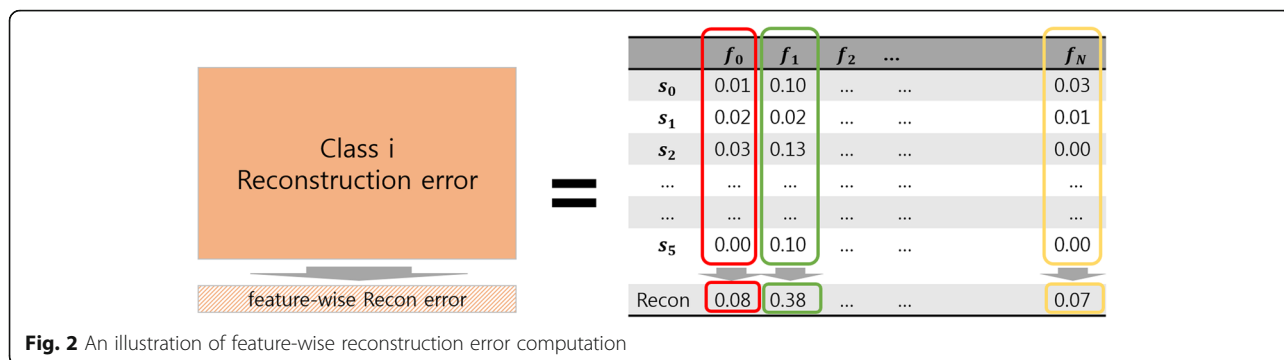 Class i
Reconstruction error
feature-wise Recon error
=
f₀ f₁ f₂ ... f_N
s₀ 0.01 0.10 ... ... 0.03
s₁ 0.02 0.02 ... ... 0.01
s₂ 0.03 0.13 ... ... 0.00
... ... ... ... ... ...
... ... ... ... ... ...
s₅ 0.00 0.10 ... ... 0.00
Recon 0.08 0.38 ... ... 0.07
Fig. 2 An illustration of feature-wise reconstruction error computation